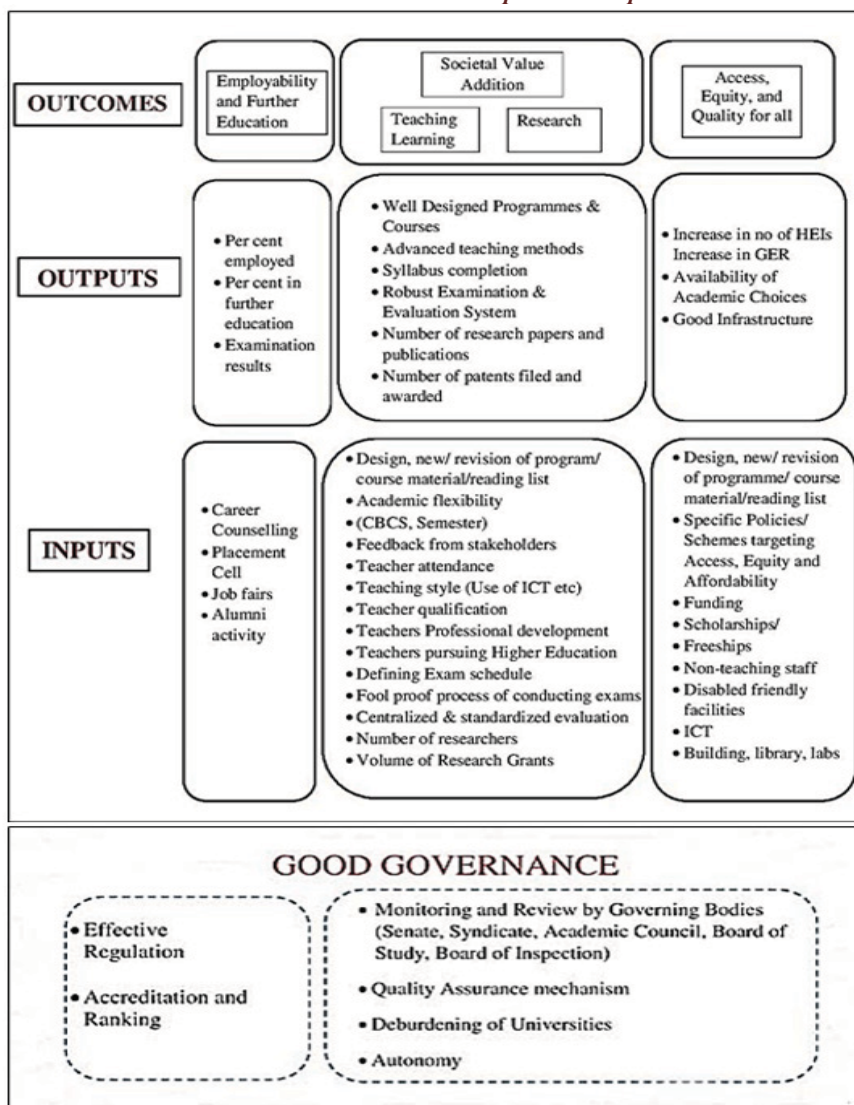 OUTCOMES
Employability
and Further
Education
Societal Value
Addition
Teaching
Learning
Research
Access,
Equity, and
Quality for all
OUTPUTS
• Per cent
employed
• Per cent in
further
education
• Examination
results
• Well Designed Programmes &
Courses
• Advanced teaching methods
• Syllabus completion
• Robust Examination &
Evaluation System
• Number of research papers and
publications
• Number of patents filed and
awarded
• Increase in no of HEIs
Increase in GER
• Availability of
Academic Choices
• Good Infrastructure
INPUTS
• Career
Counselling
• Placement
Cell
• Job fairs
• Alumni
activity
• Design, new/ revision of program/
course material/reading list
• Academic flexibility
• (CBCS, Semester)
• Feedback from stakeholders
• Teacher attendance
• Teaching style (Use of ICT etc)
• Teacher qualification
• Teachers Professional development
• Teachers pursuing Higher Education
• Defining Exam schedule
• Fool proof process of conducting exams
• Centralized & standardized evaluation
• Number of researchers
• Volume of Research Grants
• Design, new/ revision
of programme/ course
material/reading list
• Specific Policies/
Schemes targeting
Access, Equity and
Affordability
• Funding
• Scholarships/
• Freeships
• Non-teaching staff
• Disabled friendly
facilities
• ICT
• Building, library, labs
GOOD GOVERNANCE
• Effective
Regulation
• Accreditation and
Ranking
• Monitoring and Review by Governing Bodies
(Senate, Syndicate, Academic Council, Board of
Study, Board of Inspection)
• Quality Assurance mechanism
• Deburdening of Universities
• Autonomy